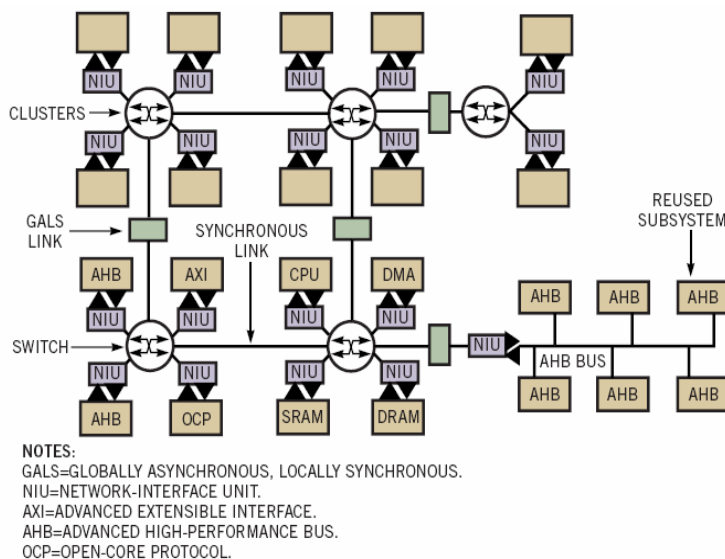 NIU NIU NIU NIU NIU
CLUSTERS
NIU NIU NIU NIU NIU
REUSED
SUBSYSTEM
GALS
LINK
SYNCHRONOUS
LINK
AHB AXI CPU DMA
AHB AHB AHB
NIU NIU NIU NIU
SWITCH
NIU
AHB BUS
NIU NIU NIU NIU
AHB AHB AHB
AHB OCP SRAM DRAM
NOTES:
GALS=GLOBALLY ASYNCHRONOUS, LOCALLY SYNCHRONOUS.
NIU=NETWORK-INTERFACE UNIT.
AXI=ADVANCED EXTENSIBLE INTERFACE.
AHB=ADVANCED HIGH-PERFORMANCE BUS.
OCP=OPEN-CORE PROTOCOL.